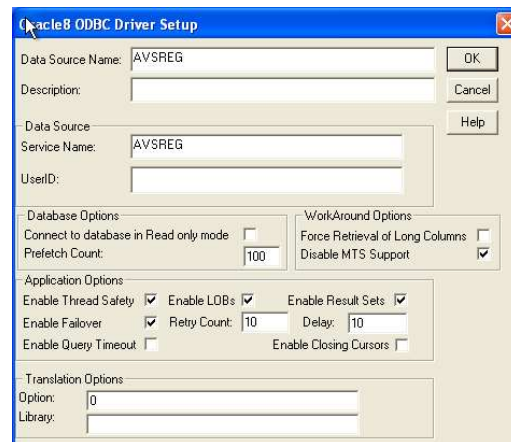 Oracle8 ODBC Driver Setup
Data Source Name: AVSREG
OK
Description:
Cancel
Help
Data Source
Service Name: AVSREG
UserID:
Database Options
Connect to database in Read only mode
Prefetch Count: 100
WorkAround Options
Force Retrieval of Long Columns
Disable MTS Support
Application Options
Enable Thread Safety Enable LOBs Enable Result Sets
Enable Failover Retry Count: 10 Delay: 10
Enable Query Timeout Enable Closing Cursors
Translation Options
Option: 0
Library: